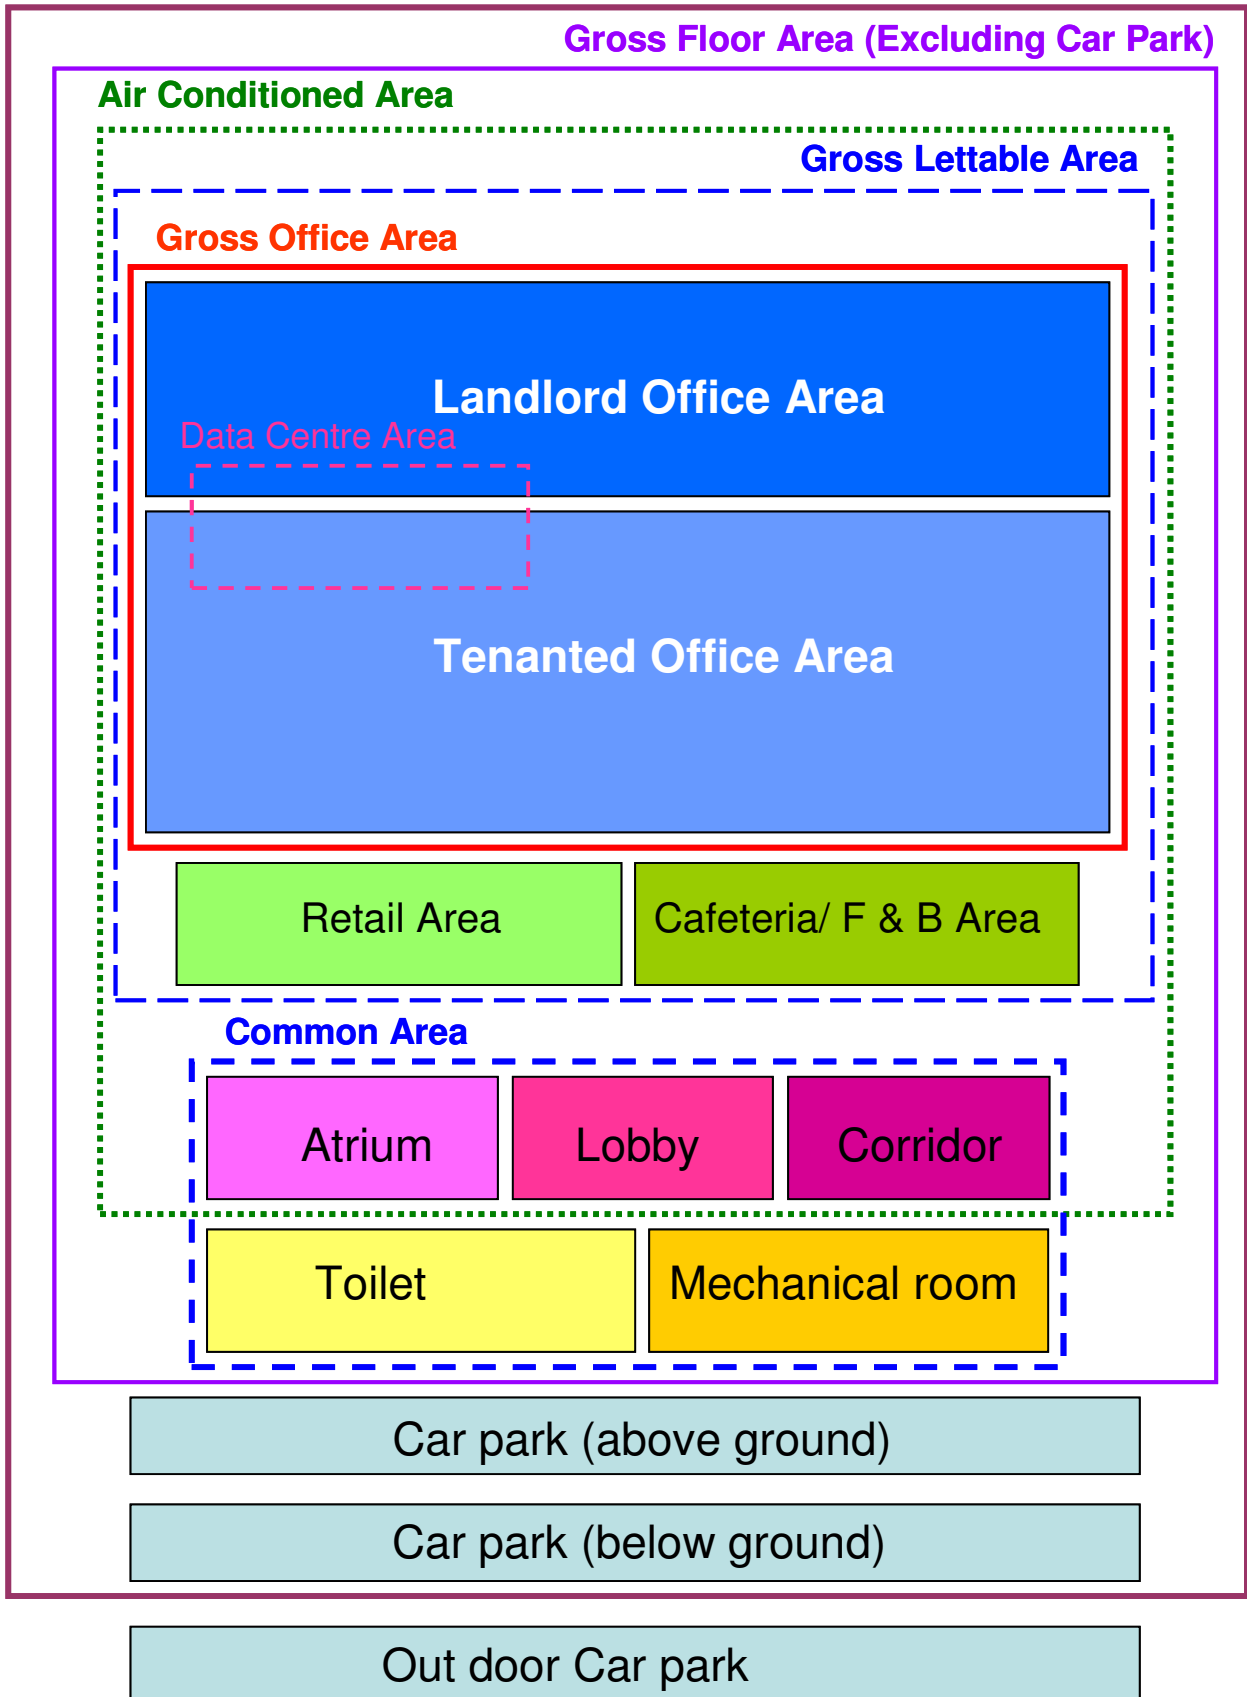 Gross Floor Area (Excluding Car Park)
Air Conditioned Area
Gross Lettable Area
Gross Office Area
Landlord Office Area
Data Centre Area
Tenanted Office Area
Retail Area
Cafeteria/ F & B Area
Common Area
Atrium
Lobby
Corridor
Toilet
Mechanical room
Car park (above ground)
Car park (below ground)
Out door Car park